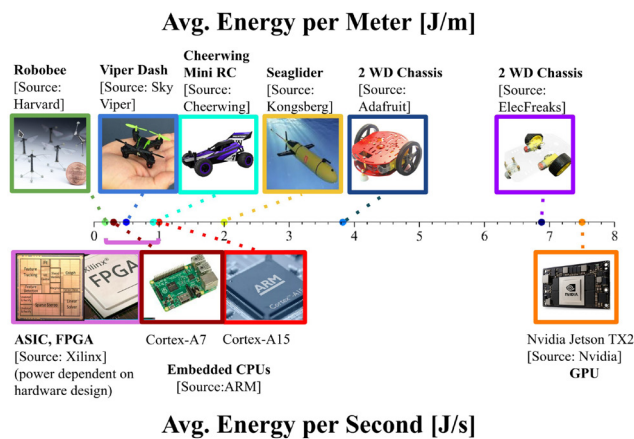 Avg. Energy per Meter [J/m]
Robobee
[Source:
Harvard]
Viper Dash
[Source: Sky
Viper]
Cheerwing
Mini RC
[Source:
Cheerwing]
Seaglider
[Source:
Kongsberg]
2 WD Chassis
[Source:
Adafruit]
2 WD Chassis
[Source:
ElecFreaks]
0 1 2 3 4 5 6 7 8
Xilinx
FPGA
ARM
NVIDIA
ASIC, FPGA
[Source: Xilinx]
(power dependent on
hardware design)
Cortex-A7
Cortex-A15
Embedded CPUs
[Source:ARM]
Nvidia Jetson TX2
[Source: Nvidia]
GPU
Avg. Energy per Second [J/s]